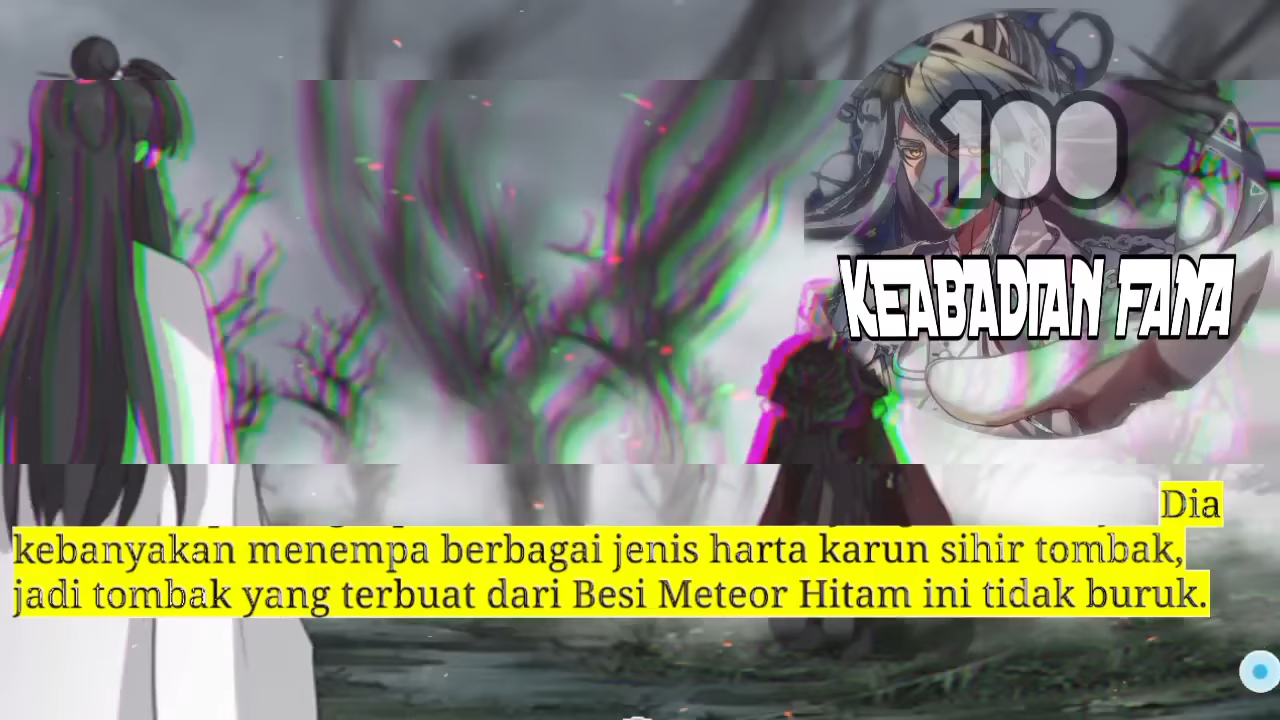 100
KEABADIAN FANA
Dia
kebanyakan menempa berbagai jenis harta karun sihir tombak,
jadi tombak yang terbuat dari Besi Meteor Hitam ini tidak buruk.